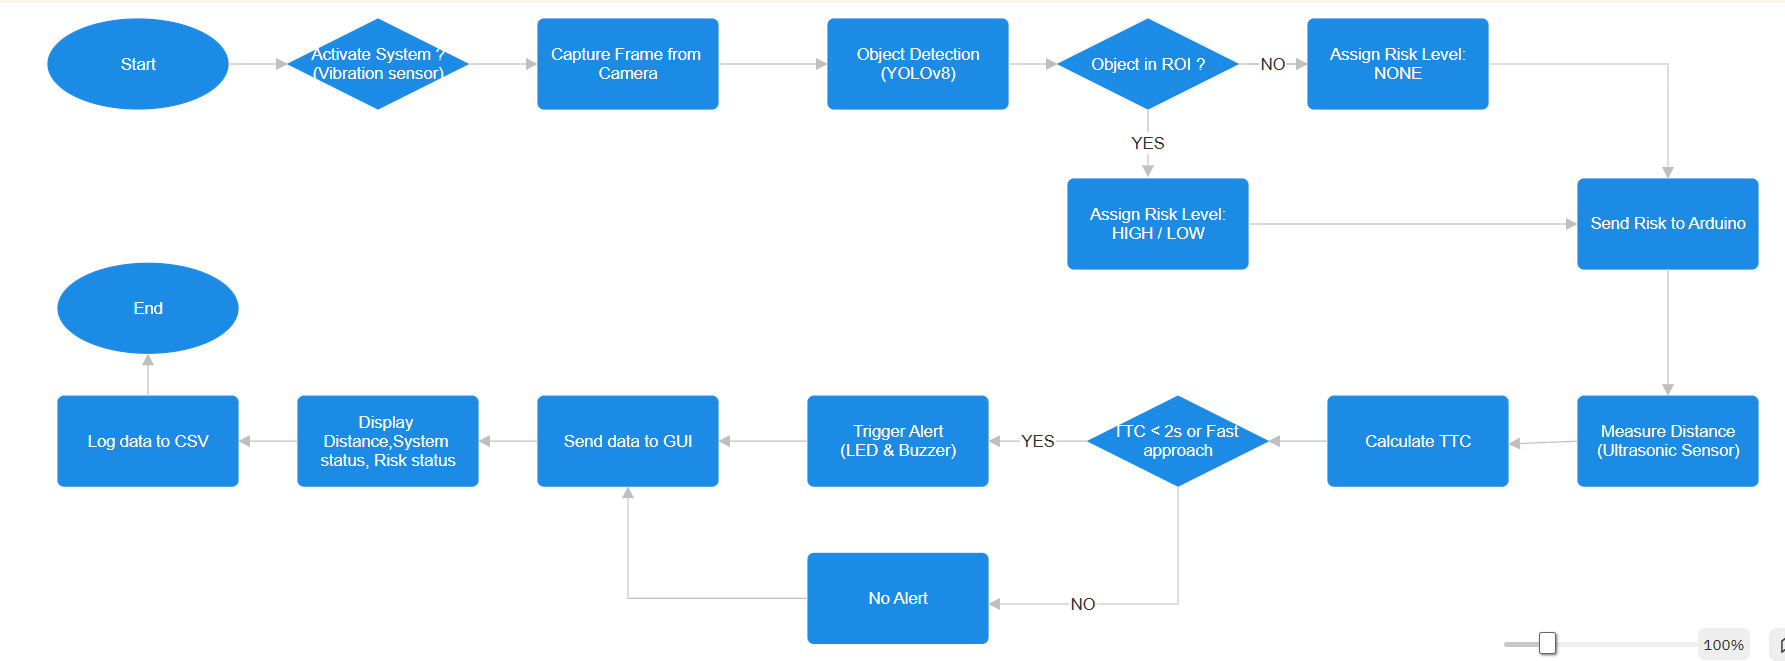 Start
Activate System ?
(Vibration sensor)
Capture Frame from
Camera
Object Detection
(YOLOv8)
Object in ROI ?
NO
Assign Risk Level:
NONE
YES
Assign Risk Level:
HIGH / LOW
Send Risk to Arduino
End
Log data to CSV
Display
Distance,System
status, Risk status
Send data to GUI
Trigger Alert
(LED & Buzzer)
YES
TTC < 2s or Fast
approach
Calculate TTC
Measure Distance
(Ultrasonic Sensor)
No Alert
NO
100%